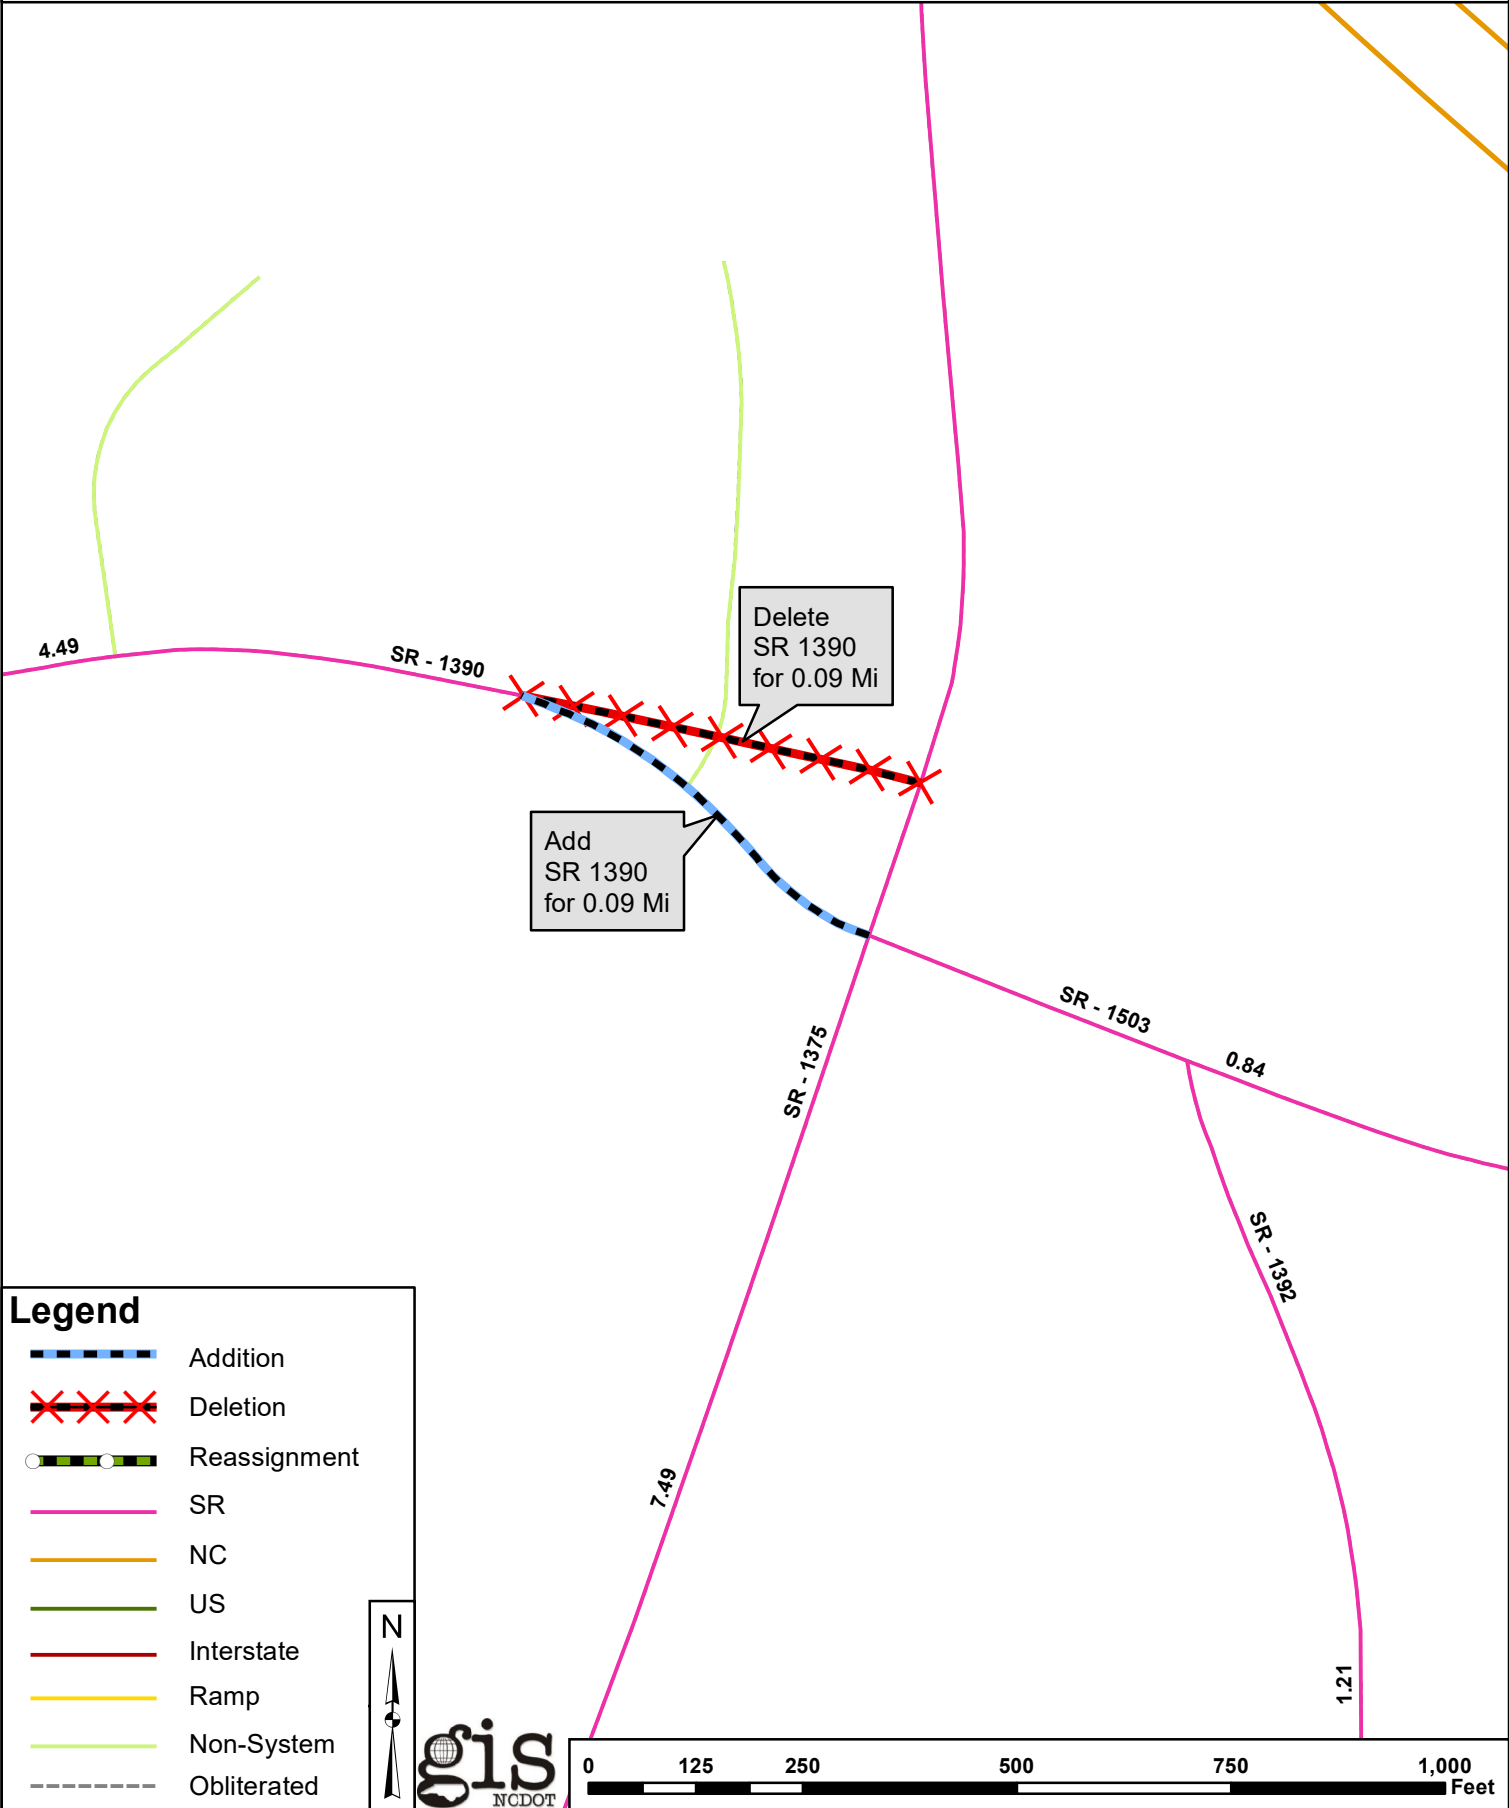 4.49
SR - 1390
Delete
SR 1390
for 0.09 Mi
Add
SR 1390
for 0.09 Mi
SR - 1503
0.84
SR - 1375
SR - 1392
7.49
1.21
Legend
Addition
Deletion
Reassignment
SR
NC
US
Interstate
Ramp
Non-System
Obliterated
N
gis
NCDOT
0 125 250 500 750 1,000
Feet